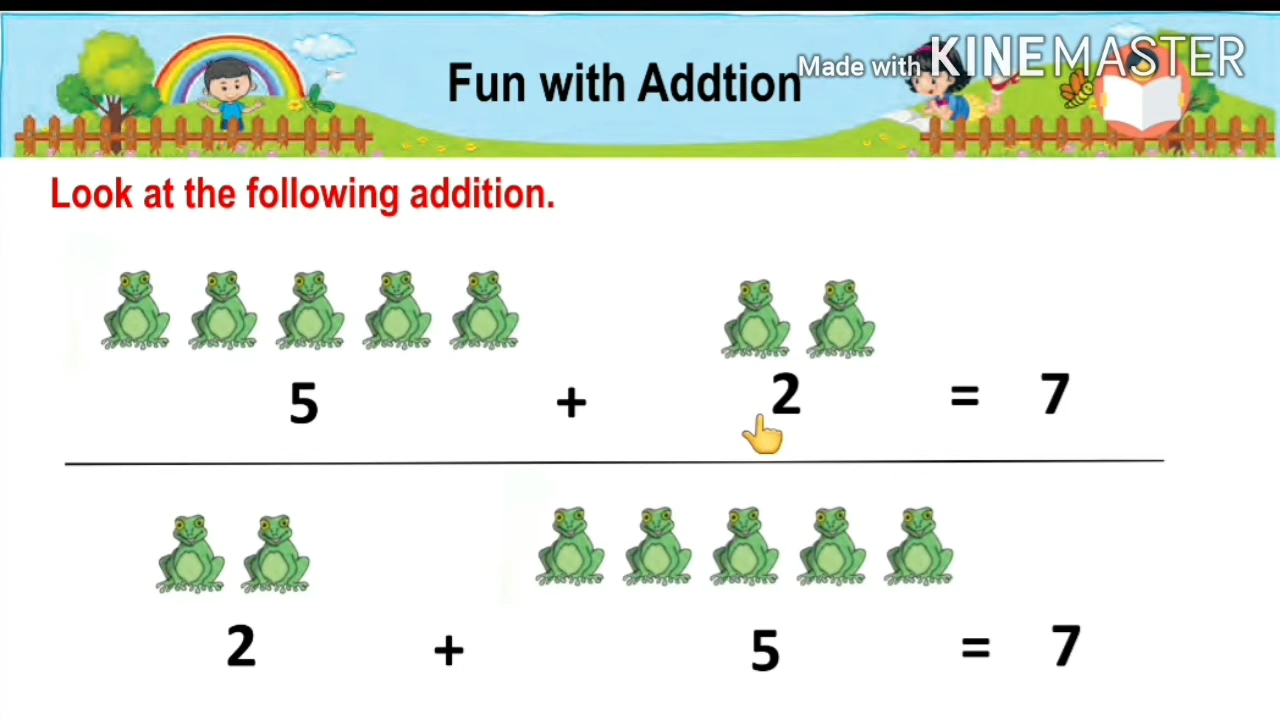 Fun with Addtion
Made with KINEMASTER
Look at the following addition.
5 + 2 = 7
2 + 5 = 7